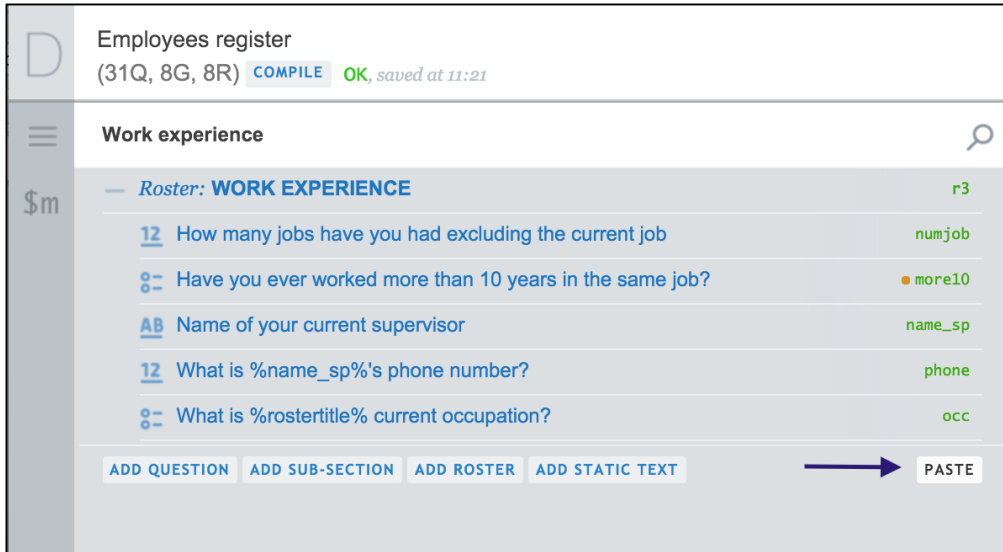 D
Employees register
(31Q, 8G, 8R) COMPILE OK, saved at 11:21
Work experience
$m
Roster: WORK EXPERIENCE r3
12 How many jobs have you had excluding the current job numjob
Have you ever worked more than 10 years in the same job? more10
AB Name of your current supervisor name_sp
12 What is %name_sp%'s phone number? phone
What is %rostertitle% current occupation? occ
ADD QUESTION ADD SUB-SECTION ADD ROSTER ADD STATIC TEXT PASTE